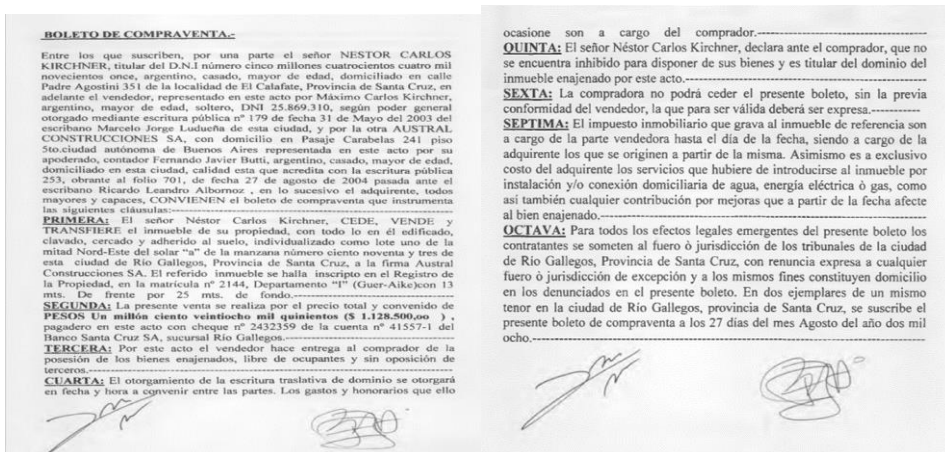 BOLETO DE COMPRAVENTA.-
Entre los que suscriben, por una parte el señor NESTOR CARLOS
KIRCHNER, titular del D.N.I número cinco millones cuatrocientos cuatro mil
novecientos once, argentino, casado, mayor de edad, domiciliado en calle
Padre Agostini 351 de la localidad de El Calafate, Provincia de Santa Cruz, en
adelante el vendedor, representado en este acto por Máximo Carlos Kirchner,
argentino, mayor de edad, soltero, DNI 25.869.310, según poder general
otorgado mediante escritura pública nº 179 de fecha 31 de Mayo del 2003 del
escribano Marcelo Jorge Ludueña de esta ciudad, y por la otra AUSTRAL
CONSTRUCCIONES SA, con domicilio en Pasaje Carabelas 241 piso
5to.ciudad autónoma de Buenos Aires representada en este acto por su
apoderado, contador Fernando Javier Butti, argentino, casado, mayor de edad,
domiciliado en esta ciudad, calidad esta que acredita con la escritura pública
253, obrante al folio 701, de fecha 27 de agosto de 2004 pasada ante el
escribano Ricardo Leandro Albornoz , en lo sucesivo el adquirente, todos
mayores y capaces, CONVIENEN el boleto de compraventa que instrumenta
las siguientes cláusulas:-----------
PRIMERA: El señor Néstor Carlos Kirchner, CEDE, VENDE y
TRANSFIERE el inmueble de su propiedad, con todo lo en él edificado,
clavado, cercado y adherido al suelo, individualizado como lote uno de la
mitad Nord-Este del solar “a” de la manzana número ciento noventa y tres de
esta ciudad de Río Gallegos, Provincia de Santa Cruz, a la firma Austral
Construcciones SA. El referido inmueble se halla inscripto en el Registro de
la Propiedad, en la matrícula nº 2144, Departamento “I” (Guer-Aike)con 13
mts. De frente por 25 mts. de fondo.-----------
SEGUNDA: La presente venta se realiza por el precio total y convenido de
PESOS Un millón ciento veintiocho mil quinientos ($ 1.128.500,oo ) ,
pagadero en este acto con cheque nº 2432359 de la cuenta nº 41557-1 del
Banco Santa Cruz SA, sucursal Río Gallegos.-----------
TERCERA: Por este acto el vendedor hace entrega al comprador de la
posesión de los bienes enajenados, libre de ocupantes y sin oposición de
terceros.-----------
CUARTA: El otorgamiento de la escritura traslativa de dominio se otorgará
en fecha y hora a convenir entre las partes. Los gastos y honorarios que ello
ocasione son a cargo del comprador.-----------
QUINTA: El señor Néstor Carlos Kirchner, declara ante el comprador, que no
se encuentra inhibido para disponer de sus bienes y es titular del dominio del
inmueble enajenado por este acto.-----------
SEXTA: La compradora no podrá ceder el presente boleto, sin la previa
conformidad del vendedor, la que para ser válida deberá ser expresa.-----------
SEPTIMA: El impuesto inmobiliario que grava al inmueble de referencia son
a cargo de la parte vendedora hasta el día de la fecha, siendo a cargo de la
adquirente los que se originen a partir de la misma. Asimismo es a exclusivo
costo del adquirente los servicios que hubiere de introducirse al inmueble por
instalación y/o conexión domiciliaria de agua, energía eléctrica ò gas, como
así también cualquier contribución por mejoras que a partir de la fecha afecte
al bien enajenado.-----------
OCTAVA: Para todos los efectos legales emergentes del presente boleto los
contratantes se someten al fuero ò jurisdicción de los tribunales de la ciudad
de Río Gallegos, Provincia de Santa Cruz, con renuncia expresa a cualquier
fuero ò jurisdicción de excepción y a los mismos fines constituyen domicilio
en los denunciados en el presente boleto. En dos ejemplares de un mismo
tenor en la ciudad de Río Gallegos, provincia de Santa Cruz, se suscribe el
presente boleto de compraventa a los 27 días del mes Agosto del año dos mil
ocho.-----------